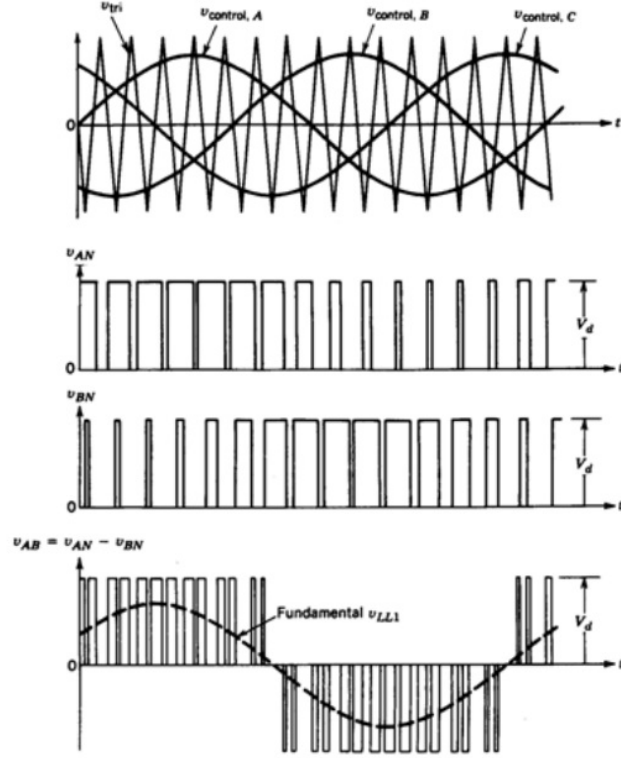 v_tri v_control, A v_control, B v_control, C
0 t
v_AN
V_d
0 t
v_BN
V_d
0 t
v_AB = v_AN − v_BN
Fundamental v_LL1
V_d
0 t